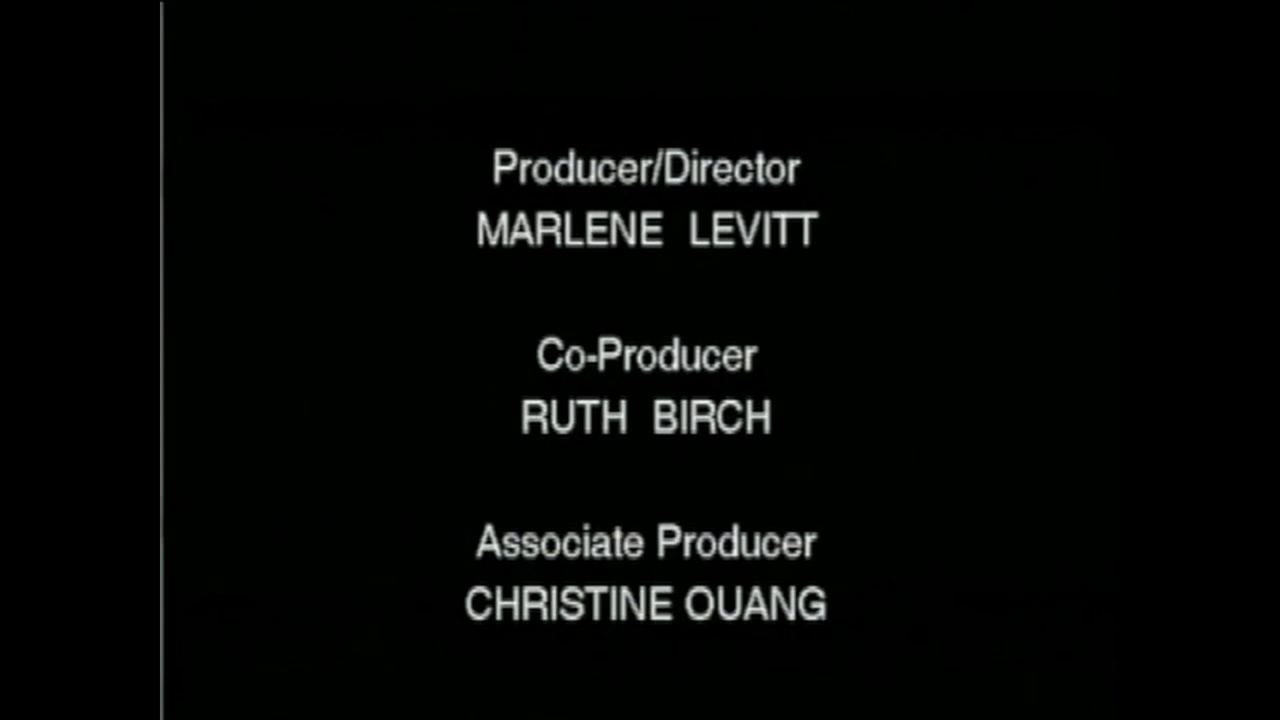 Producer/Director
MARLENE LEVITT
Co-Producer
RUTH BIRCH
Associate Producer
CHRISTINE OUANG